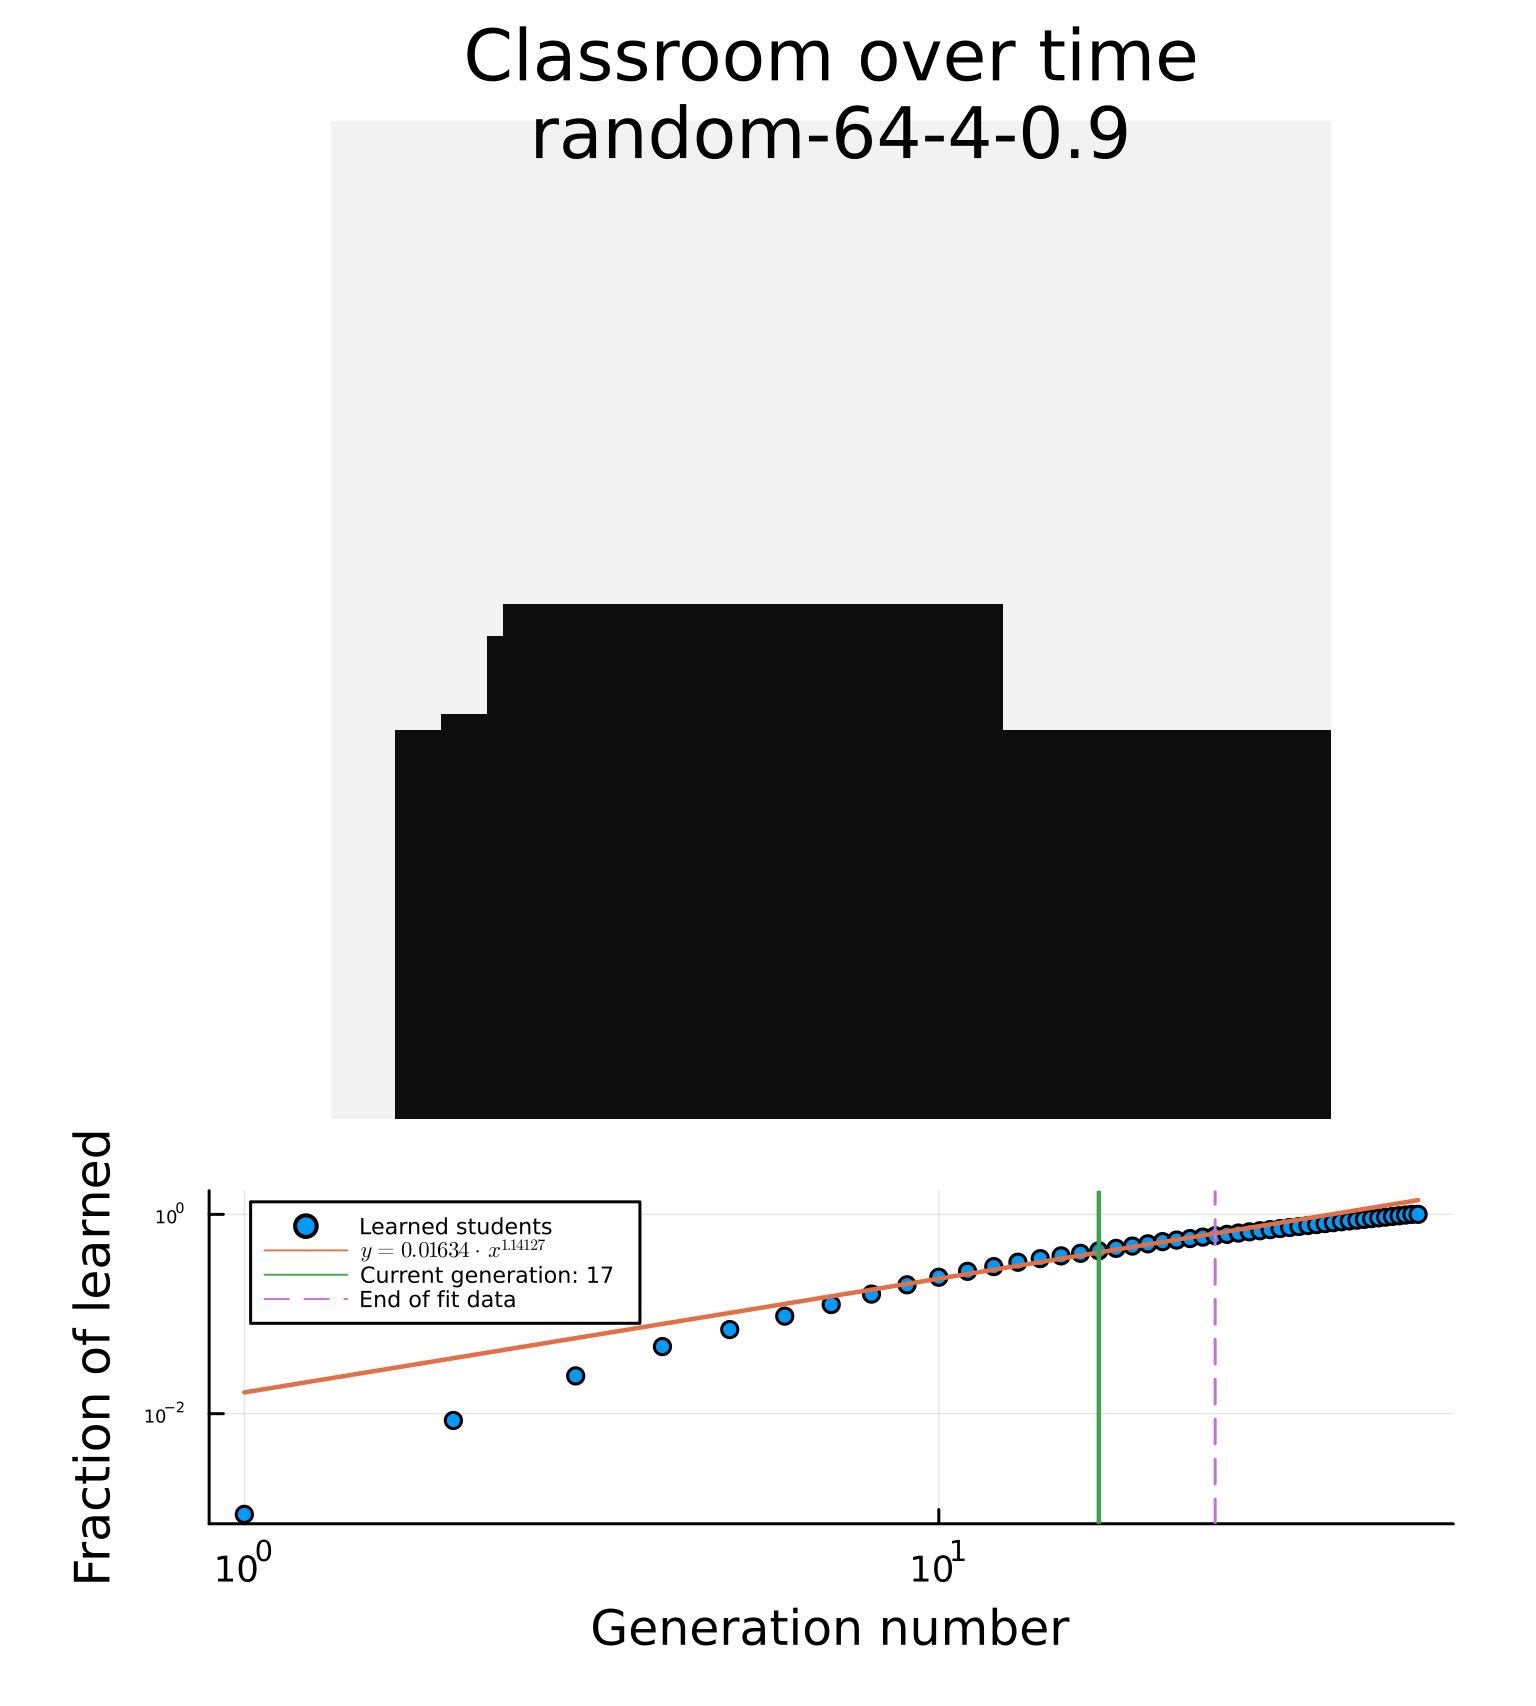 Classroom over time
random-64-4-0.9
Fraction of learned
10^0
10^-2
Learned students
y = 0.01634 · x^1.14127
Current generation: 17
End of fit data
10^0
10^1
Generation number